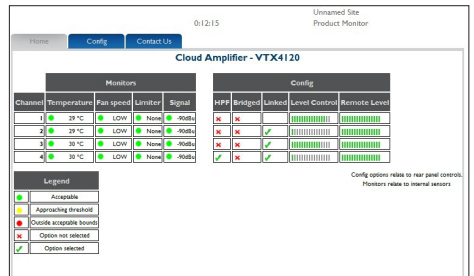 Unnamed Site
0:12:15 Product Monitor
Home Config Contact Us
Cloud Amplifier - VTX4120
Monitors Config
Channel Temperature Fan speed Limiter Signal HPF Bridged Linked Level Control Remote Level
1 29 °C LOW None -90dBu
2 29 °C LOW None -90dBu
3 30 °C LOW None -90dBu
4 30 °C LOW None -90dBu
Legend
Acceptable
Approaching threshold
Outside acceptable bounds
Option not selected
Option selected
Config options relate to rear panel controls.
Monitors relate to internal sensors